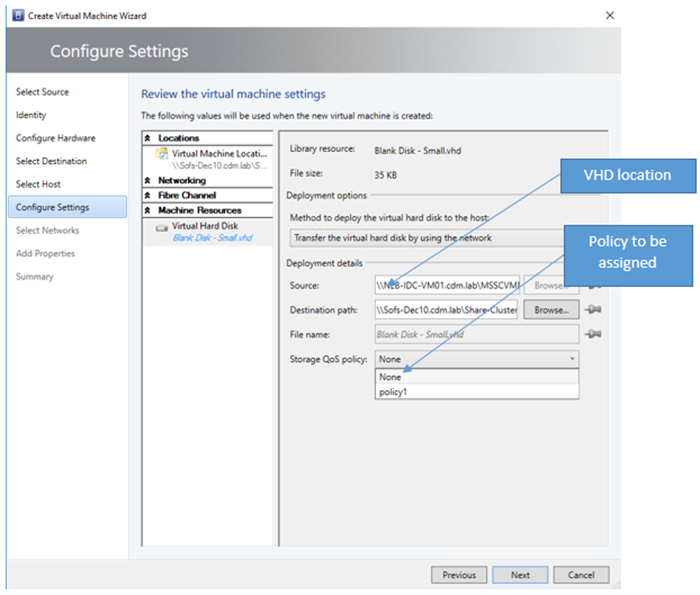 Create Virtual Machine Wizard
Configure Settings
Select Source
Identity
Configure Hardware
Select Destination
Select Host
Configure Settings
Select Networks
Add Properties
Summary
Review the virtual machine settings
The following values will be used when the new virtual machine is created:
Locations
Virtual Machine Locati...
\\Sofs-Dec10.cdm.lab\S...
Networking
Fibre Channel
Machine Resources
Virtual Hard Disk
Blank Disk - Small.vhd
Library resource: Blank Disk - Small.vhd
File size: 35 KB
Deployment options
Method to deploy the virtual hard disk to the host:
Transfer the virtual hard disk by using the network
Deployment details
Source: \\NLB-IDC-VM01.cdm.lab\MSSCVMM
Destination path: \\Sofs-Dec10.cdm.lab\Share-Cluster Browse...
File name: Blank Disk - Small.vhd
Storage QoS policy: None
None
policy1
VHD location
Policy to be
assigned
Previous Next Cancel